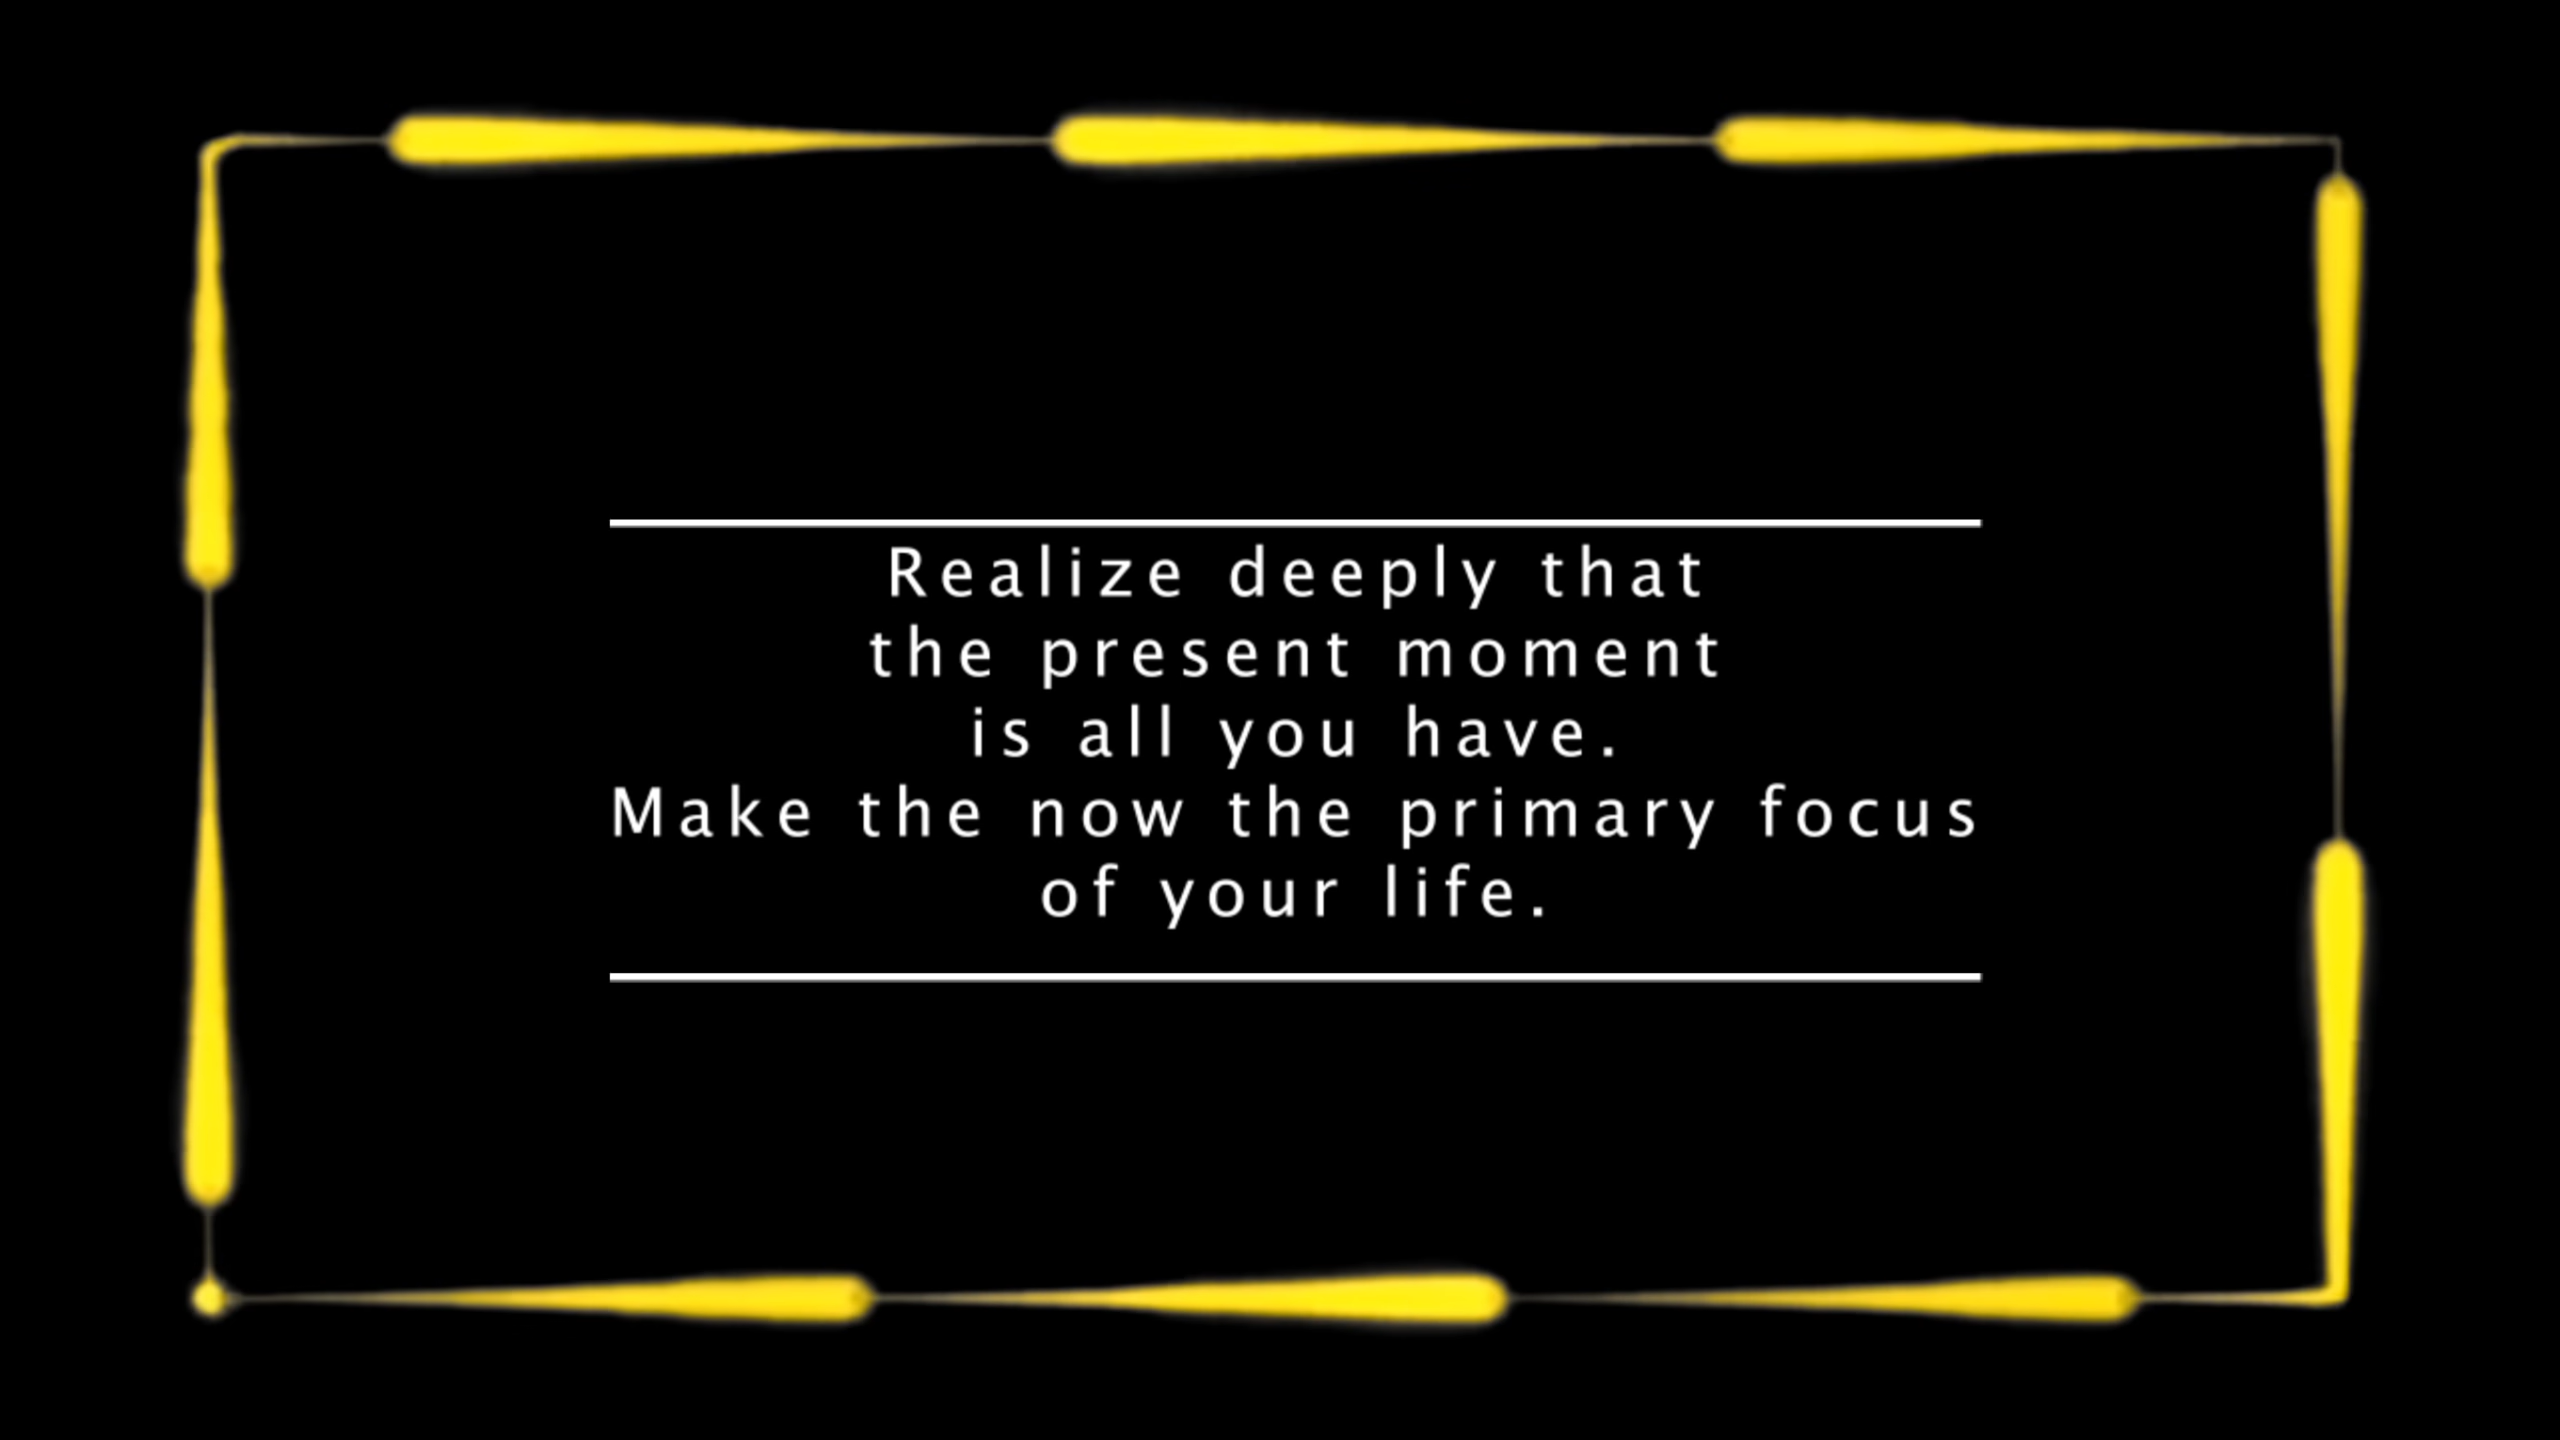 Realize deeply that
the present moment
is all you have.
Make the now the primary focus
of your life.